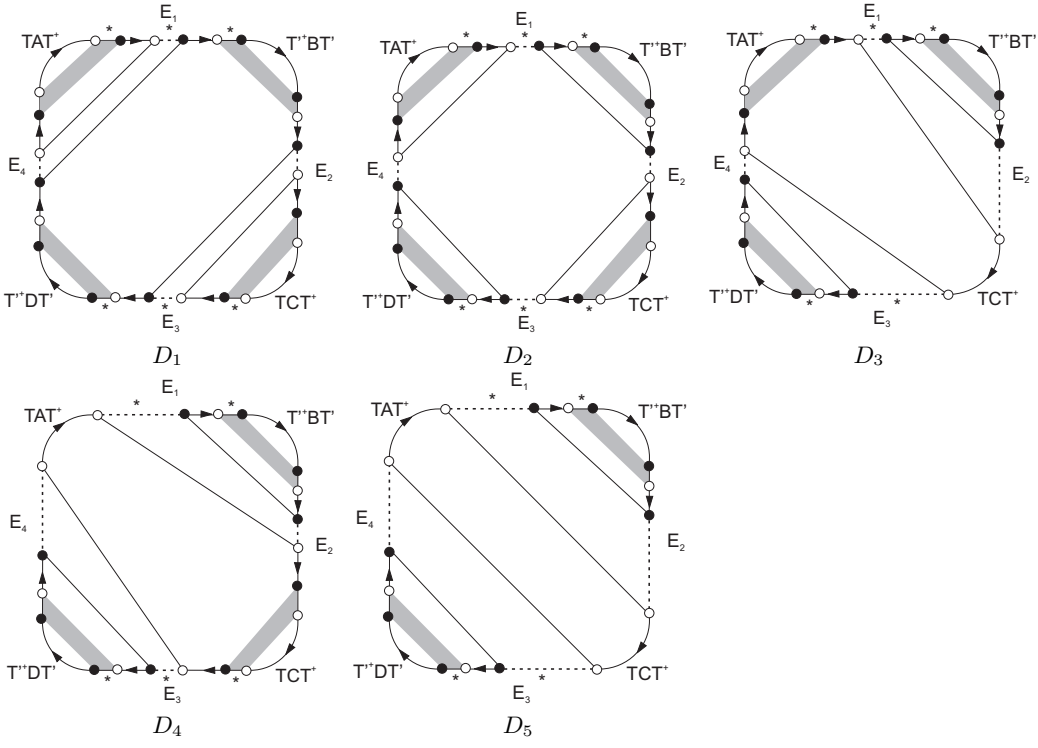 E₁
* * *
TAT⁺ T'⁺BT'
E₄ E₂
T'⁺DT' TCT⁺
* * *
E₃
D₁
E₁
* * *
TAT⁺ T'⁺BT'
E₄ E₂
T'⁺DT' TCT⁺
* * *
E₃
D₂
E₁
* * *
TAT⁺ T'⁺BT'
E₄ E₂
T'⁺DT' TCT⁺
* *
E₃
D₃
E₁
* *
TAT⁺ T'⁺BT'
E₄ E₂
T'⁺DT' TCT⁺
* * *
E₃
D₄
E₁
* *
TAT⁺ T'⁺BT'
E₄ E₂
T'⁺DT' TCT⁺
* *
E₃
D₅